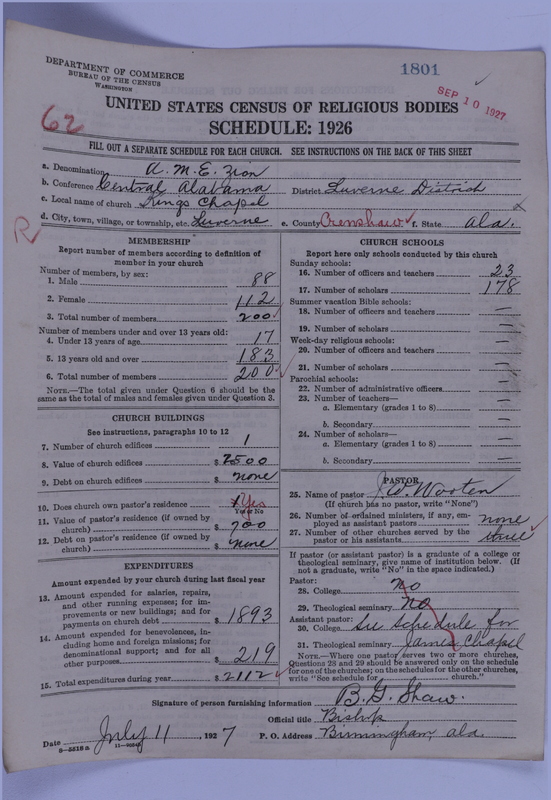 1801
DEPARTMENT OF COMMERCE
BUREAU OF THE CENSUS
WASHINGTON
SEP 10 1927
UNITED STATES CENSUS OF RELIGIOUS BODIES
62
SCHEDULE: 1926
FILL OUT A SEPARATE SCHEDULE FOR EACH CHURCH. SEE INSTRUCTIONS ON THE BACK OF THIS SHEET
a. Denomination A. M. E. Zion
b. Conference Central Alabama District Luverne District
c. Local name of church Kings Chapel
d. City, town, village, or township, etc. Luverne e. County Crenshaw f. State Ala.
R
MEMBERSHIP
Report number of members according to definition of
member in your church
Number of members, by sex:
1. Male 88
2. Female 112
3. Total number of members 200
Number of members under and over 13 years old:
4. Under 13 years of age 17
5. 13 years old and over 183
6. Total number of members 200
NOTE.—The total given under Question 6 should be the
same as the total of males and females given under Question 3.
CHURCH BUILDINGS
See instructions, paragraphs 10 to 12
7. Number of church edifices 1
8. Value of church edifices $ 7500
9. Debt on church edifices $ none
10. Does church own pastor's residence? Yes
Yes or No
11. Value of pastor's residence (if owned by
church) $ 700
12. Debt on pastor's residence (if owned by
church) $ none
EXPENDITURES
Amount expended by your church during last fiscal year
13. Amount expended for salaries, repairs,
and other running expenses; for im-
provements or new buildings; and for
payments on church debt $ 1893
14. Amount expended for benevolences, in-
cluding home and foreign missions; for
denominational support; and for all
other purposes $ 219
15. Total expenditures during year $ 2112
CHURCH SCHOOLS
Report here only schools conducted by this church
Sunday schools:
16. Number of officers and teachers 23
17. Number of scholars 178
Summer vacation Bible schools:
18. Number of officers and teachers —
19. Number of scholars —
Week-day religious schools: —
20. Number of officers and teachers —
21. Number of scholars —
Parochial schools: —
22. Number of administrative officers —
23. Number of teachers—
a. Elementary (grades 1 to 8) —
b. Secondary —
24. Number of scholars—
a. Elementary (grades 1 to 8) —
b. Secondary —
PASTOR
25. Name of pastor J. W. Wooten
(If church has no pastor, write "None")
26. Number of ordained ministers, if any, em-
ployed as assistant pastors none
27. Number of other churches served by the
pastor or his assistants
If pastor (or assistant pastor) is a graduate of a college or
theological seminary, give name of institution below. (If
not a graduate, write "No" in the space indicated.)
Pastor:
28. College no
29. Theological seminary no
Assistant pastor:
30. College See schedule for
31. Theological seminary James Chapel
NOTE.—Where one pastor serves two or more churches,
Questions 28 and 29 should be answered only on the schedule
for one of the churches; on the schedules for the other churches,
write "See schedule for church."
Signature of person furnishing information B. G. Shaw.
Official title Bishop
Date July 11, 1927 P. O. Address Birmingham, Ala.